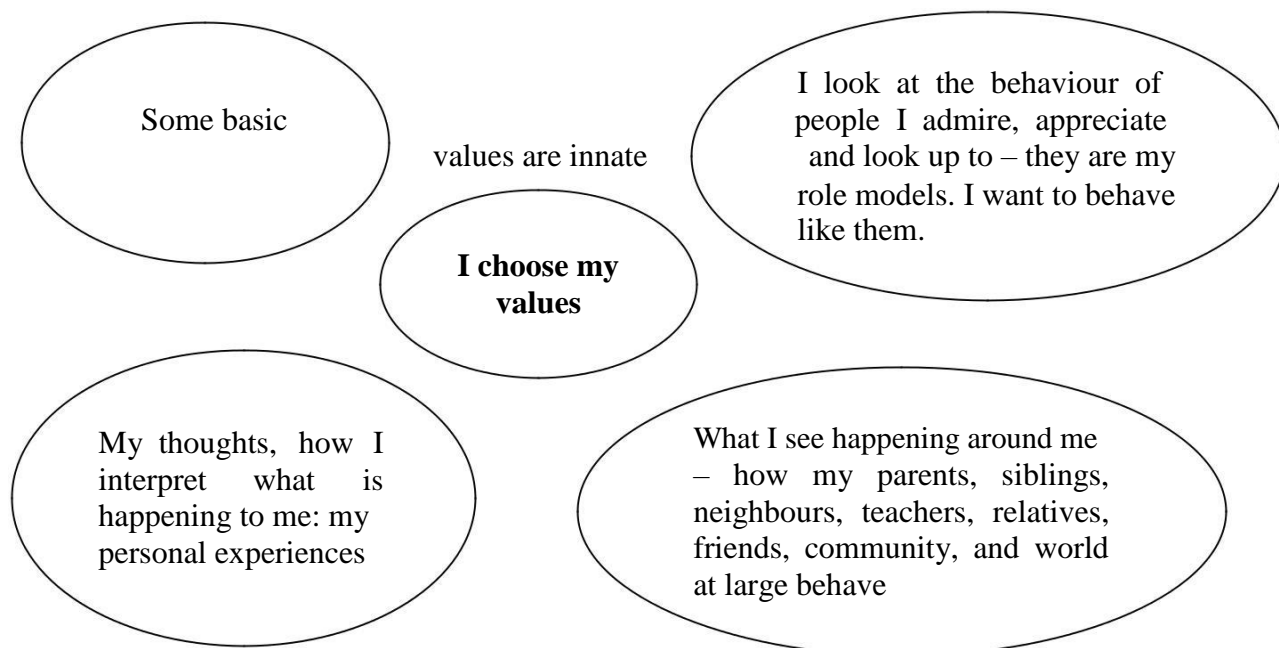 Some basic
values are innate
I look at the behaviour of
people I admire, appreciate
and look up to – they are my
role models. I want to behave
like them.
I choose my
values
My thoughts, how I
interpret what is
happening to me: my
personal experiences
What I see happening around me
– how my parents, siblings,
neighbours, teachers, relatives,
friends, community, and world
at large behave